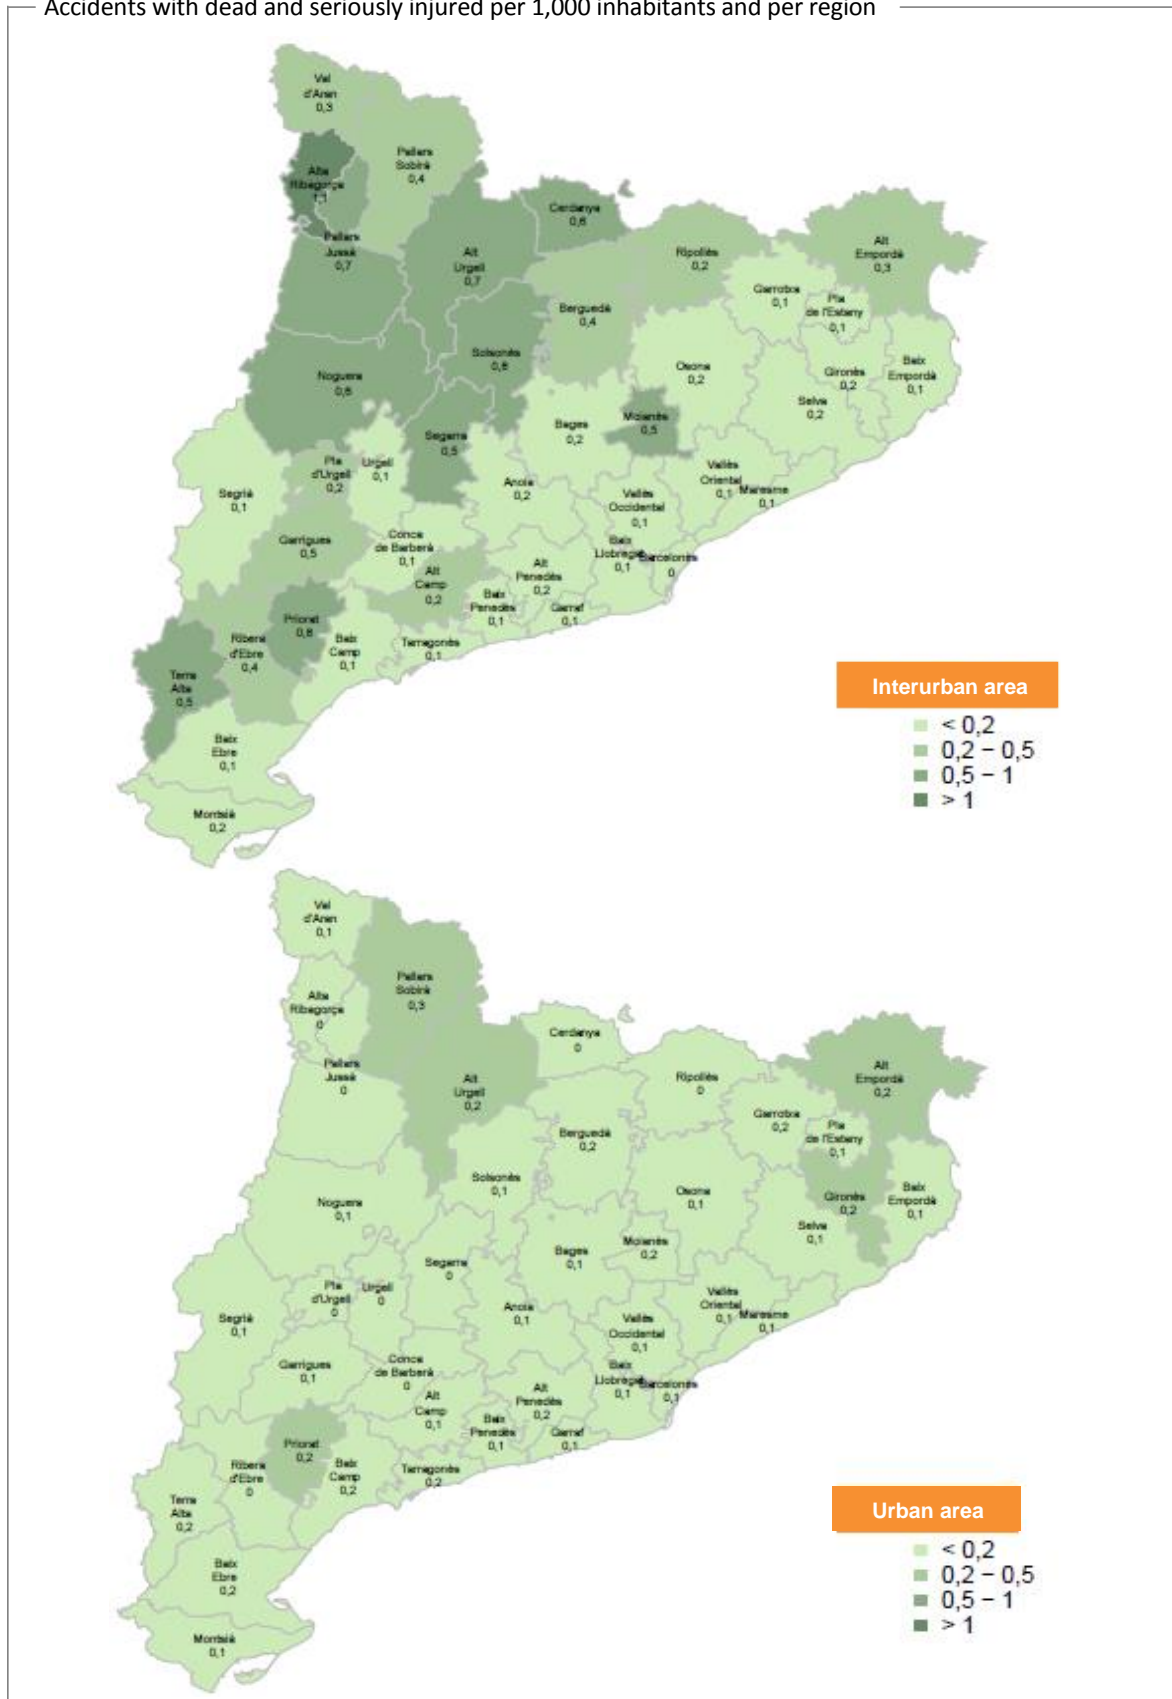 Accidents with dead and seriously injured per 1,000 inhabitants and per region
Val
d'Aran
0,3
Alta
Ribagorça
1,1
Pallars
Sobirà
0,4
Pallars
Jussà
0,7
Alt
Urgell
0,7
Cerdanya
0,6
Ripollès
0,2
Alt
Empordà
0,3
Garrotxa
0,1
Pla
de l'Estany
0,1
Berguedà
0,4
Solsonès
0,6
Noguera
0,6
Osona
0,2
Gironès
0,2
Baix
Empordà
0,1
Selva
0,2
Moianès
0,5
Bages
0,2
Segarra
0,5
Pla
d'Urgell
0,2
Urgell
0,1
Segrià
0,1
Anoia
0,2
Vallès
Oriental
0,1
Maresme
0,1
Vallès
Occidental
0,1
Garrigues
0,5
Conca
de Barberà
0,1
Alt
Camp
0,2
Alt
Penedès
0,2
Baix
Llobregat
0,1
Barcelonès
0
Baix
Penedès
0,1
Garraf
0,1
Priorat
0,8
Ribera
d'Ebre
0,4
Baix
Camp
0,1
Tarragonès
0,1
Terra
Alta
0,5
Baix
Ebre
0,1
Montsià
0,2
Interurban area
< 0,2
0,2 − 0,5
0,5 − 1
> 1
Val
d'Aran
0,1
Alta
Ribagorça
0
Pallars
Sobirà
0,3
Pallars
Jussà
0
Alt
Urgell
0,2
Cerdanya
0
Ripollès
0
Alt
Empordà
0,2
Garrotxa
0,2
Pla
de l'Estany
0,1
Berguedà
0,2
Solsonès
0,1
Noguera
0,1
Osona
0,1
Gironès
0,2
Baix
Empordà
0,1
Selva
0,1
Moianès
0,2
Bages
0,1
Segarra
0
Pla
d'Urgell
0
Urgell
0
Segrià
0,1
Anoia
0,1
Vallès
Oriental
0,1
Maresme
0,1
Vallès
Occidental
0,1
Garrigues
0,1
Conca
de Barberà
0
Alt
Camp
0,1
Alt
Penedès
0,2
Baix
Llobregat
0,1
Barcelonès
0,1
Baix
Penedès
0,1
Garraf
0,1
Priorat
0,2
Ribera
d'Ebre
0
Baix
Camp
0,2
Tarragonès
0,2
Terra
Alta
0,2
Baix
Ebre
0,2
Montsià
0,1
Urban area
< 0,2
0,2 − 0,5
0,5 − 1
> 1